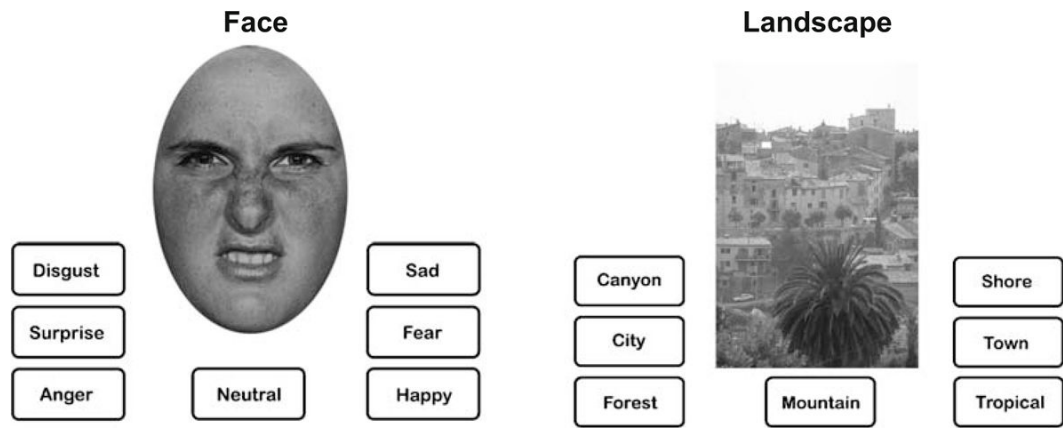 Face
Landscape
Disgust
Surprise
Anger
Neutral
Sad
Fear
Happy
Canyon
City
Forest
Mountain
Shore
Town
Tropical